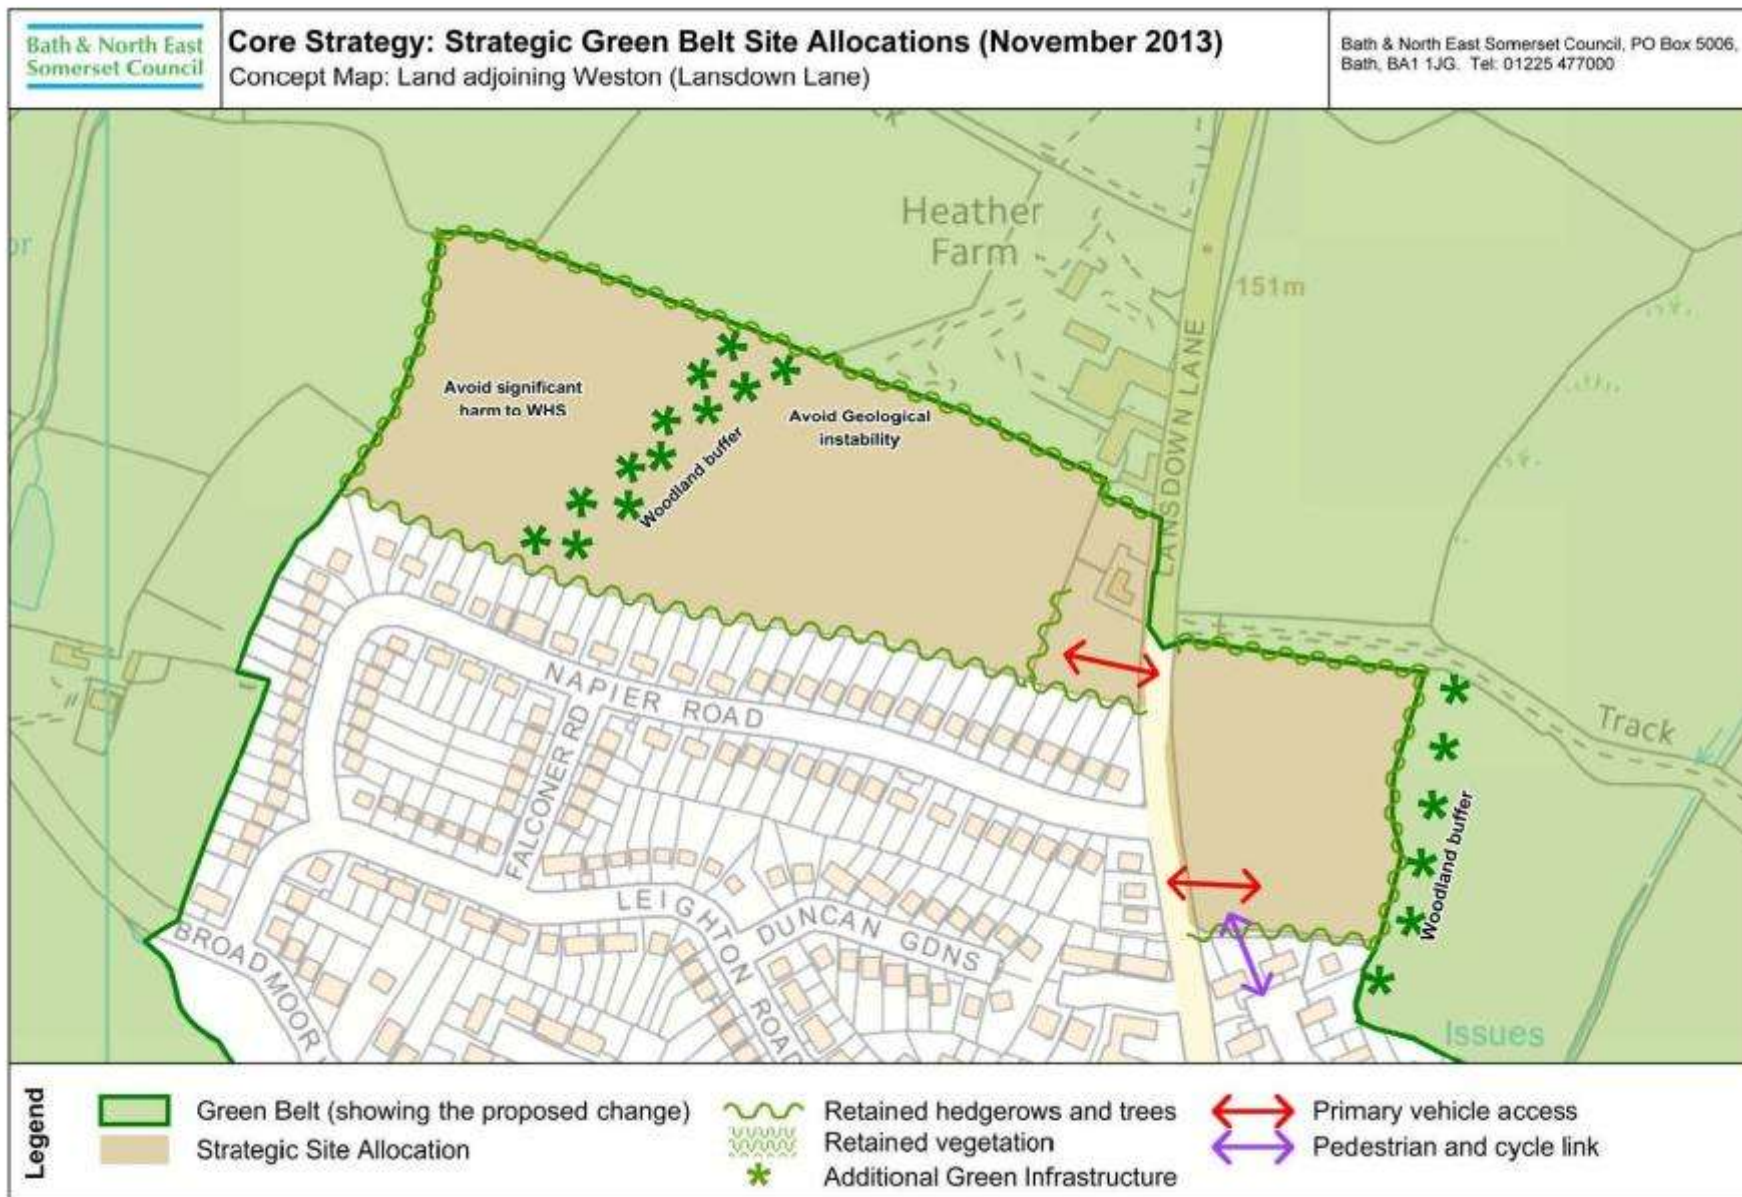 Bath & North East
Somerset Council
Core Strategy: Strategic Green Belt Site Allocations (November 2013)
Concept Map: Land adjoining Weston (Lansdown Lane)
Bath & North East Somerset Council, PO Box 5006,
Bath, BA1 1JG. Tel: 01225 477000
Heather
Farm
151m
LANSDOWN LANE
Avoid significant
harm to WHS
Avoid Geological
instability
Woodland buffer
NAPIER ROAD
FALCONER RD
Track
LEIGHTON ROAD
DUNCAN GDNS
BROADMOOR
Woodland buffer
Issues
Legend
Green Belt (showing the proposed change)
Strategic Site Allocation
Retained hedgerows and trees
Retained vegetation
Additional Green Infrastructure
Primary vehicle access
Pedestrian and cycle link